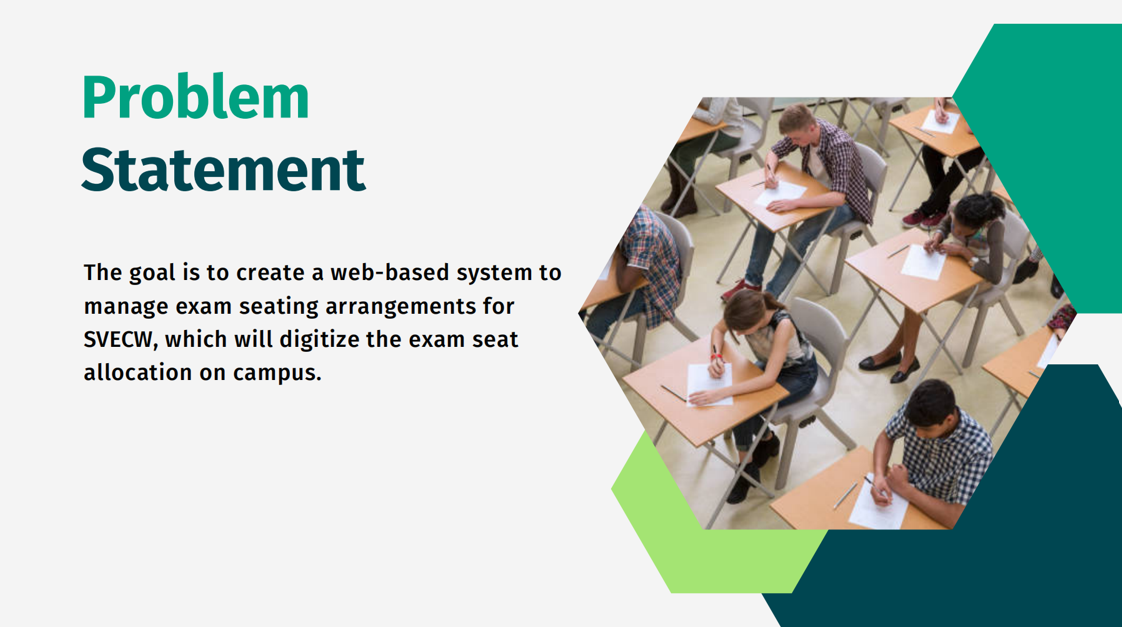 Problem
Statement
The goal is to create a web-based system to
manage exam seating arrangements for
SVECW, which will digitize the exam seat
allocation on campus.